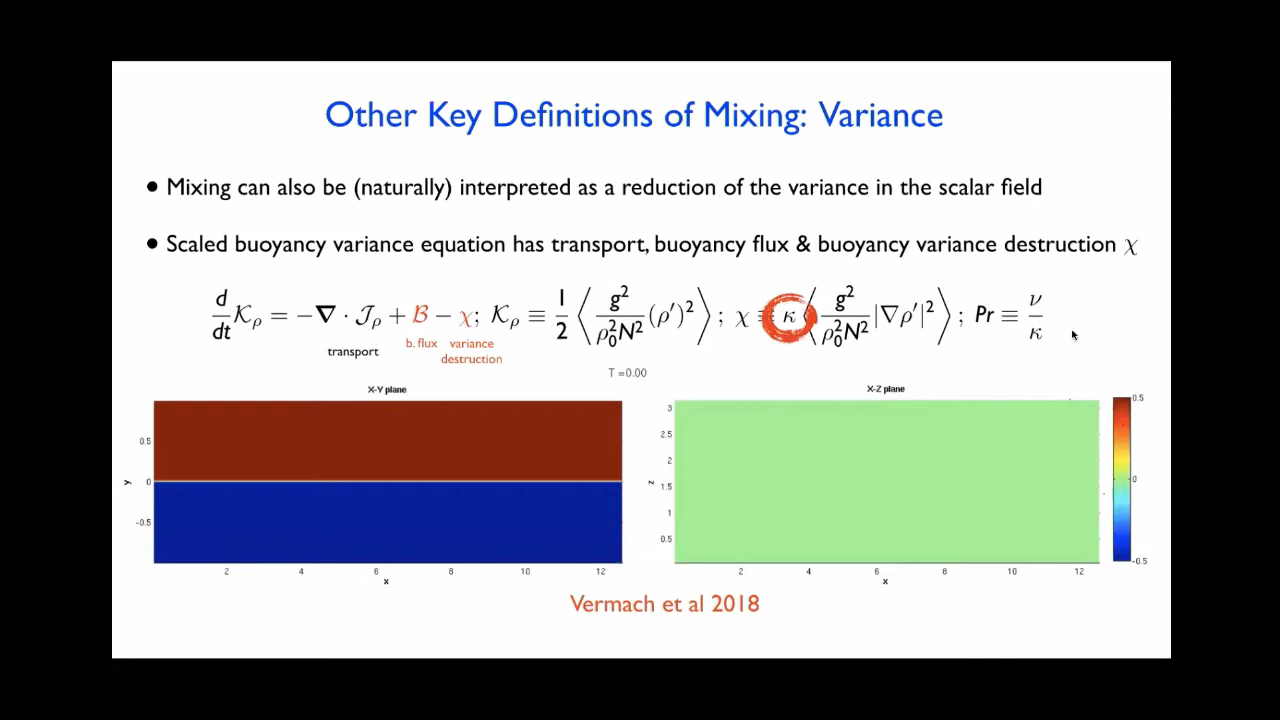 Other Key Definitions of Mixing: Variance
• Mixing can also be (naturally) interpreted as a reduction of the variance in the scalar field
• Scaled buoyancy variance equation has transport, buoyancy flux & buoyancy variance destruction χ
d/dt 𝒦ρ = −∇ · 𝒥ρ + ℬ − χ; 𝒦ρ ≡ 1/2 ⟨ g²/ρ₀²N² (ρ′)² ⟩ ; χ ≡ κ ⟨ g²/ρ₀²N² |∇ρ′|² ⟩ ; Pr ≡ ν/κ
transport b. flux variance
destruction
T =0.00
X-Y plane
0.5
0
-0.5
y
2 4 6 8 10 12
x
X-Z plane
3
2.5
2
1.5
1
0.5
z
2 4 6 8 10 12
x
0.5
0
-0.5
Vermach et al 2018